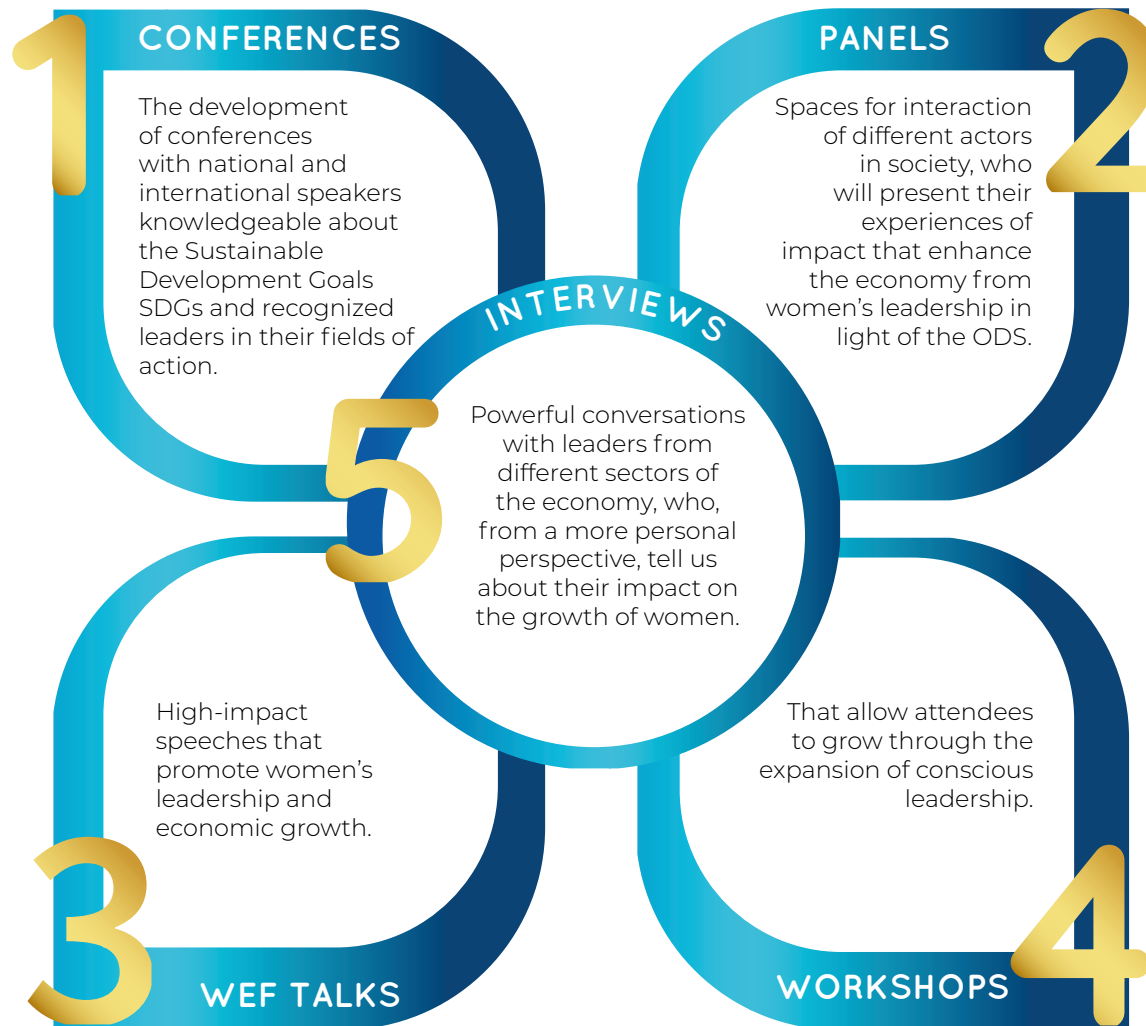 1
CONFERENCES
The development
of conferences
with national and
international speakers
knowledgeable about
the Sustainable
Development Goals
SDGs and recognized
leaders in their fields of
action.
2
PANELS
Spaces for interaction
of different actors
in society, who
will present their
experiences of
impact that enhance
the economy from
women’s leadership in
light of the ODS.
5
INTERVIEWS
Powerful conversations
with leaders from
different sectors of
the economy, who,
from a more personal
perspective, tell us
about their impact on
the growth of women.
High-impact
speeches that
promote women’s
leadership and
economic growth.
3
WEF TALKS
That allow attendees
to grow through the
expansion of conscious
leadership.
4
WORKSHOPS